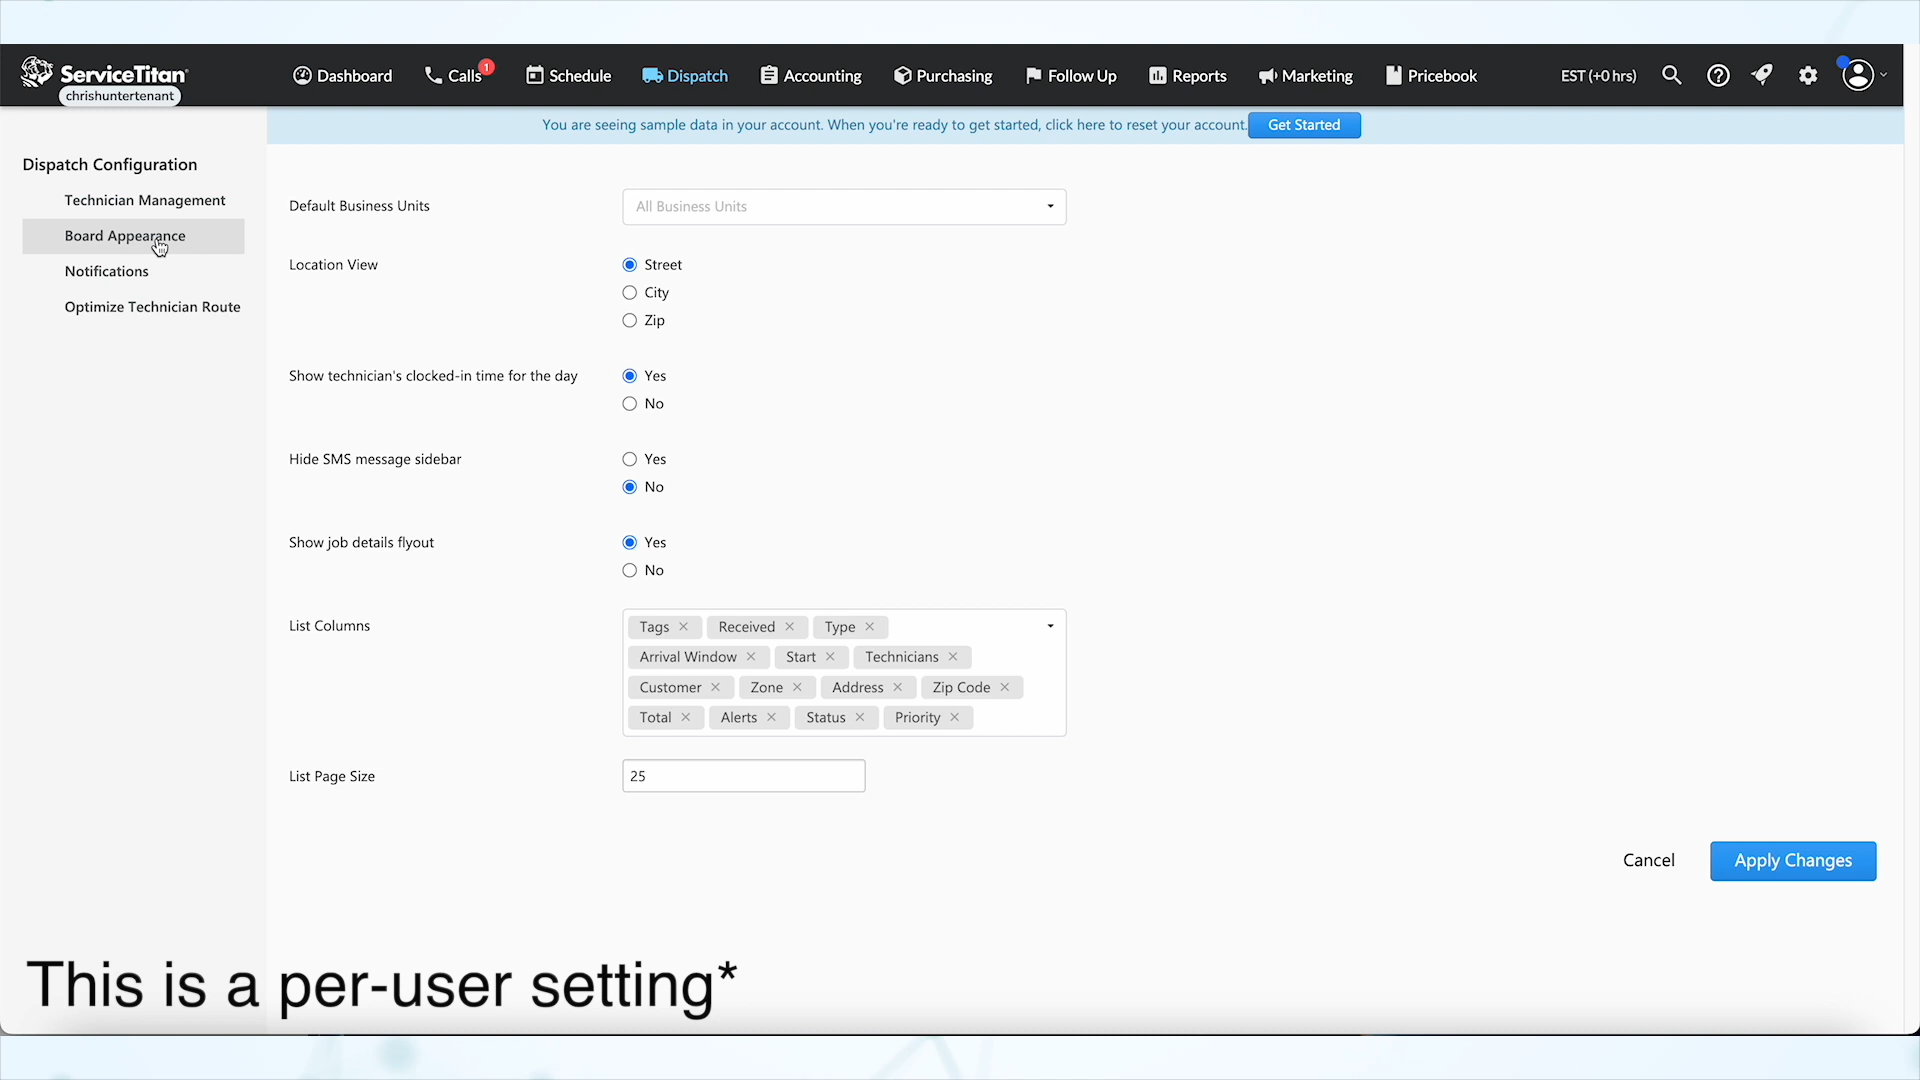 ServiceTitan
chrishuntertenant
Dashboard
Calls 1
Schedule
Dispatch
Accounting
Purchasing
Follow Up
Reports
Marketing
Pricebook
EST (+0 hrs)
You are seeing sample data in your account. When you're ready to get started, click here to reset your account.
Get Started
Dispatch Configuration
Technician Management
Board Appearance
Notifications
Optimize Technician Route
Default Business Units
All Business Units
Location View
Street
City
Zip
Show technician's clocked-in time for the day
Yes
No
Hide SMS message sidebar
Yes
No
Show job details flyout
Yes
No
List Columns
Tags Received Type
Arrival Window Start Technicians
Customer Zone Address Zip Code
Total Alerts Status Priority
List Page Size
25
Cancel
Apply Changes
This is a per-user setting*